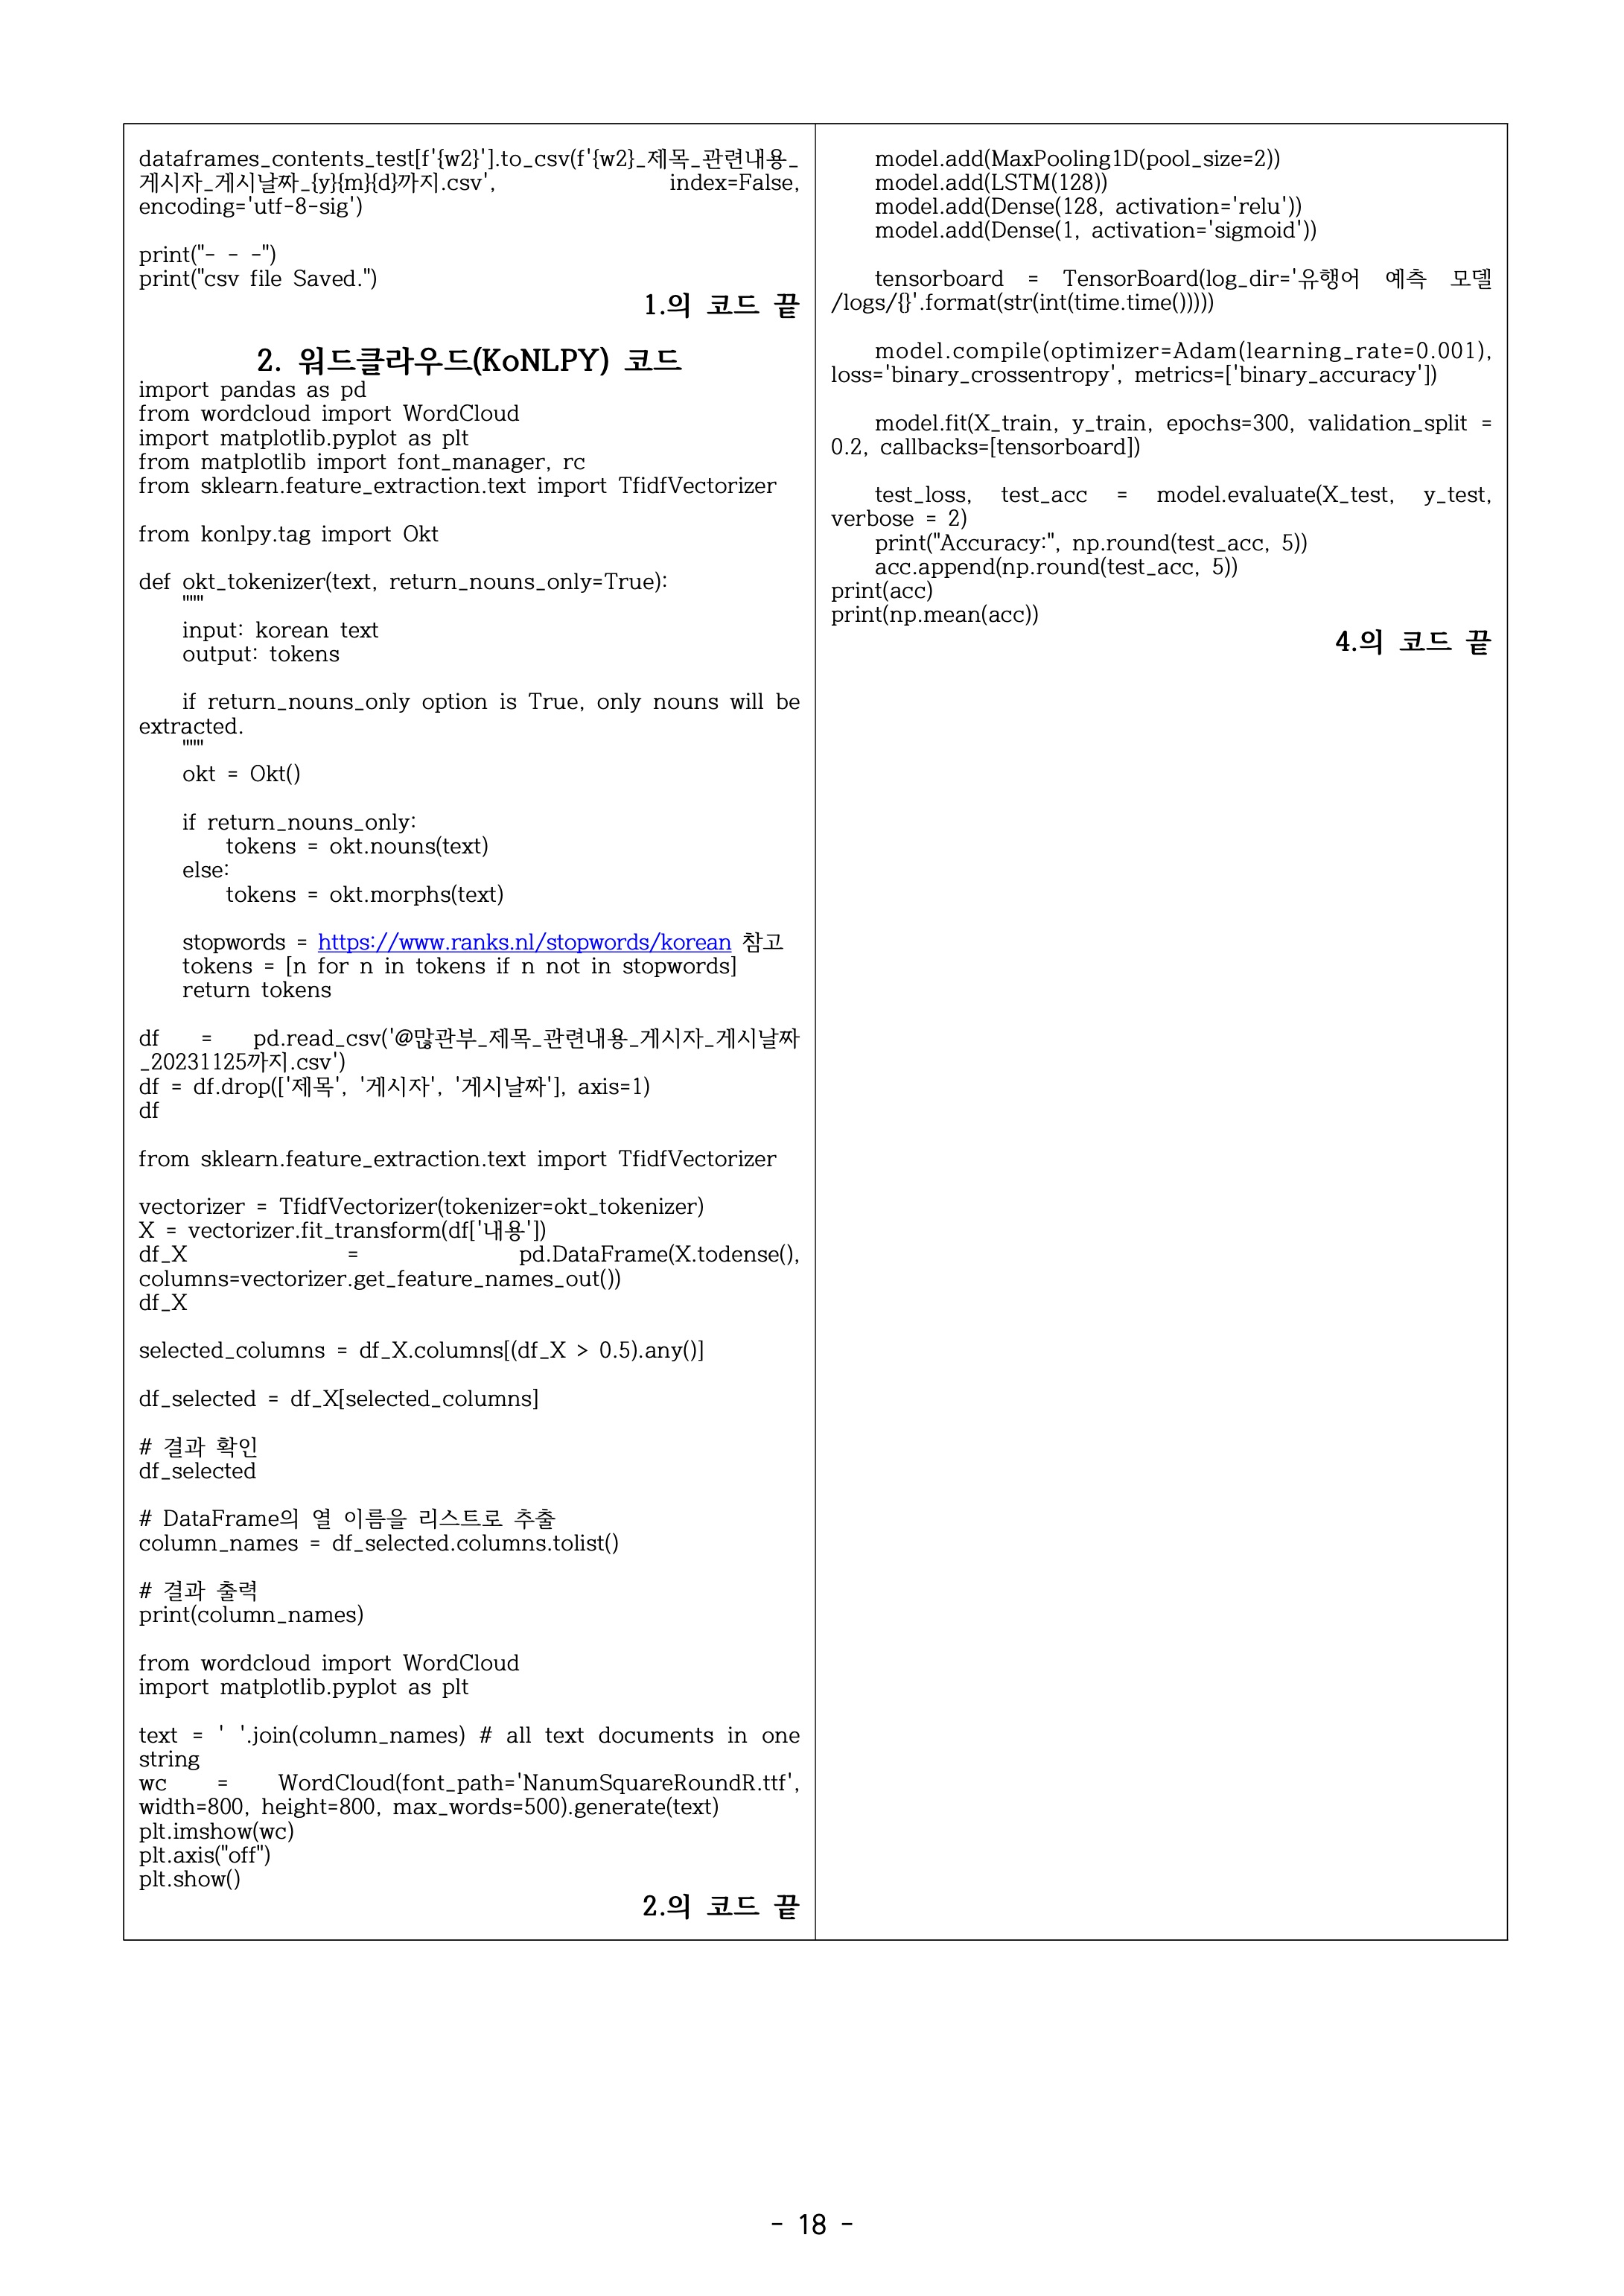 dataframes_contents_test[f'{w2}'].to_csv(f'{w2}_제목_관련내용_
게시자_게시날짜_{y}{m}{d}까지.csv', index=False,
encoding='utf-8-sig')
print("- - -")
print("csv file Saved.")
1.의 코드 끝
2. 워드클라우드(KoNLPY) 코드
import pandas as pd
from wordcloud import WordCloud
import matplotlib.pyplot as plt
from matplotlib import font_manager, rc
from sklearn.feature_extraction.text import TfidfVectorizer
from konlpy.tag import Okt
def okt_tokenizer(text, return_nouns_only=True):
"""
input: korean text
output: tokens
if return_nouns_only option is True, only nouns will be
extracted.
"""
okt = Okt()
if return_nouns_only:
tokens = okt.nouns(text)
else:
tokens = okt.morphs(text)
stopwords = https://www.ranks.nl/stopwords/korean 참고
tokens = [n for n in tokens if n not in stopwords]
return tokens
df = pd.read_csv('@많관부_제목_관련내용_게시자_게시날짜
_20231125까지.csv')
df = df.drop(['제목', '게시자', '게시날짜'], axis=1)
df
from sklearn.feature_extraction.text import TfidfVectorizer
vectorizer = TfidfVectorizer(tokenizer=okt_tokenizer)
X = vectorizer.fit_transform(df['내용'])
df_X = pd.DataFrame(X.todense(),
columns=vectorizer.get_feature_names_out())
df_X
selected_columns = df_X.columns[(df_X > 0.5).any()]
df_selected = df_X[selected_columns]
# 결과 확인
df_selected
# DataFrame의 열 이름을 리스트로 추출
column_names = df_selected.columns.tolist()
# 결과 출력
print(column_names)
from wordcloud import WordCloud
import matplotlib.pyplot as plt
text = ' '.join(column_names) # all text documents in one
string
wc = WordCloud(font_path='NanumSquareRoundR.ttf',
width=800, height=800, max_words=500).generate(text)
plt.imshow(wc)
plt.axis("off")
plt.show()
2.의 코드 끝
model.add(MaxPooling1D(pool_size=2))
model.add(LSTM(128))
model.add(Dense(128, activation='relu'))
model.add(Dense(1, activation='sigmoid'))
tensorboard = TensorBoard(log_dir='유행어 예측 모델
/logs/{}'.format(str(int(time.time()))))
model.compile(optimizer=Adam(learning_rate=0.001),
loss='binary_crossentropy', metrics=['binary_accuracy'])
model.fit(X_train, y_train, epochs=300, validation_split =
0.2, callbacks=[tensorboard])
test_loss, test_acc = model.evaluate(X_test, y_test,
verbose = 2)
print("Accuracy:", np.round(test_acc, 5))
acc.append(np.round(test_acc, 5))
print(acc)
print(np.mean(acc))
4.의 코드 끝
- 18 -